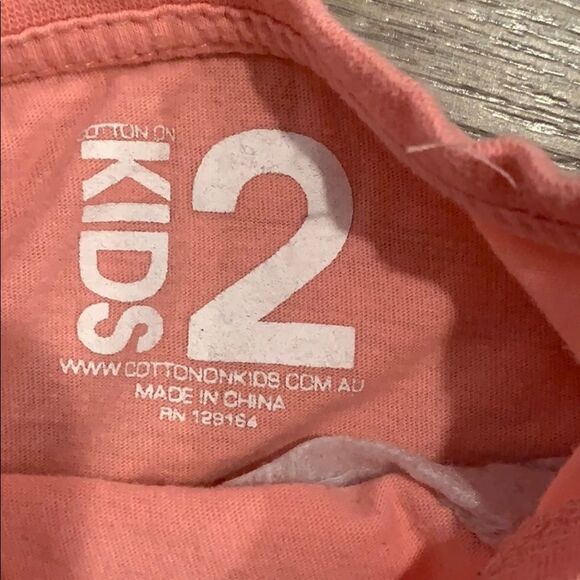 COTTON ON
KIDS
2
WWW.COTTONONKIDS.COM.AU
MADE IN CHINA
RN 129164